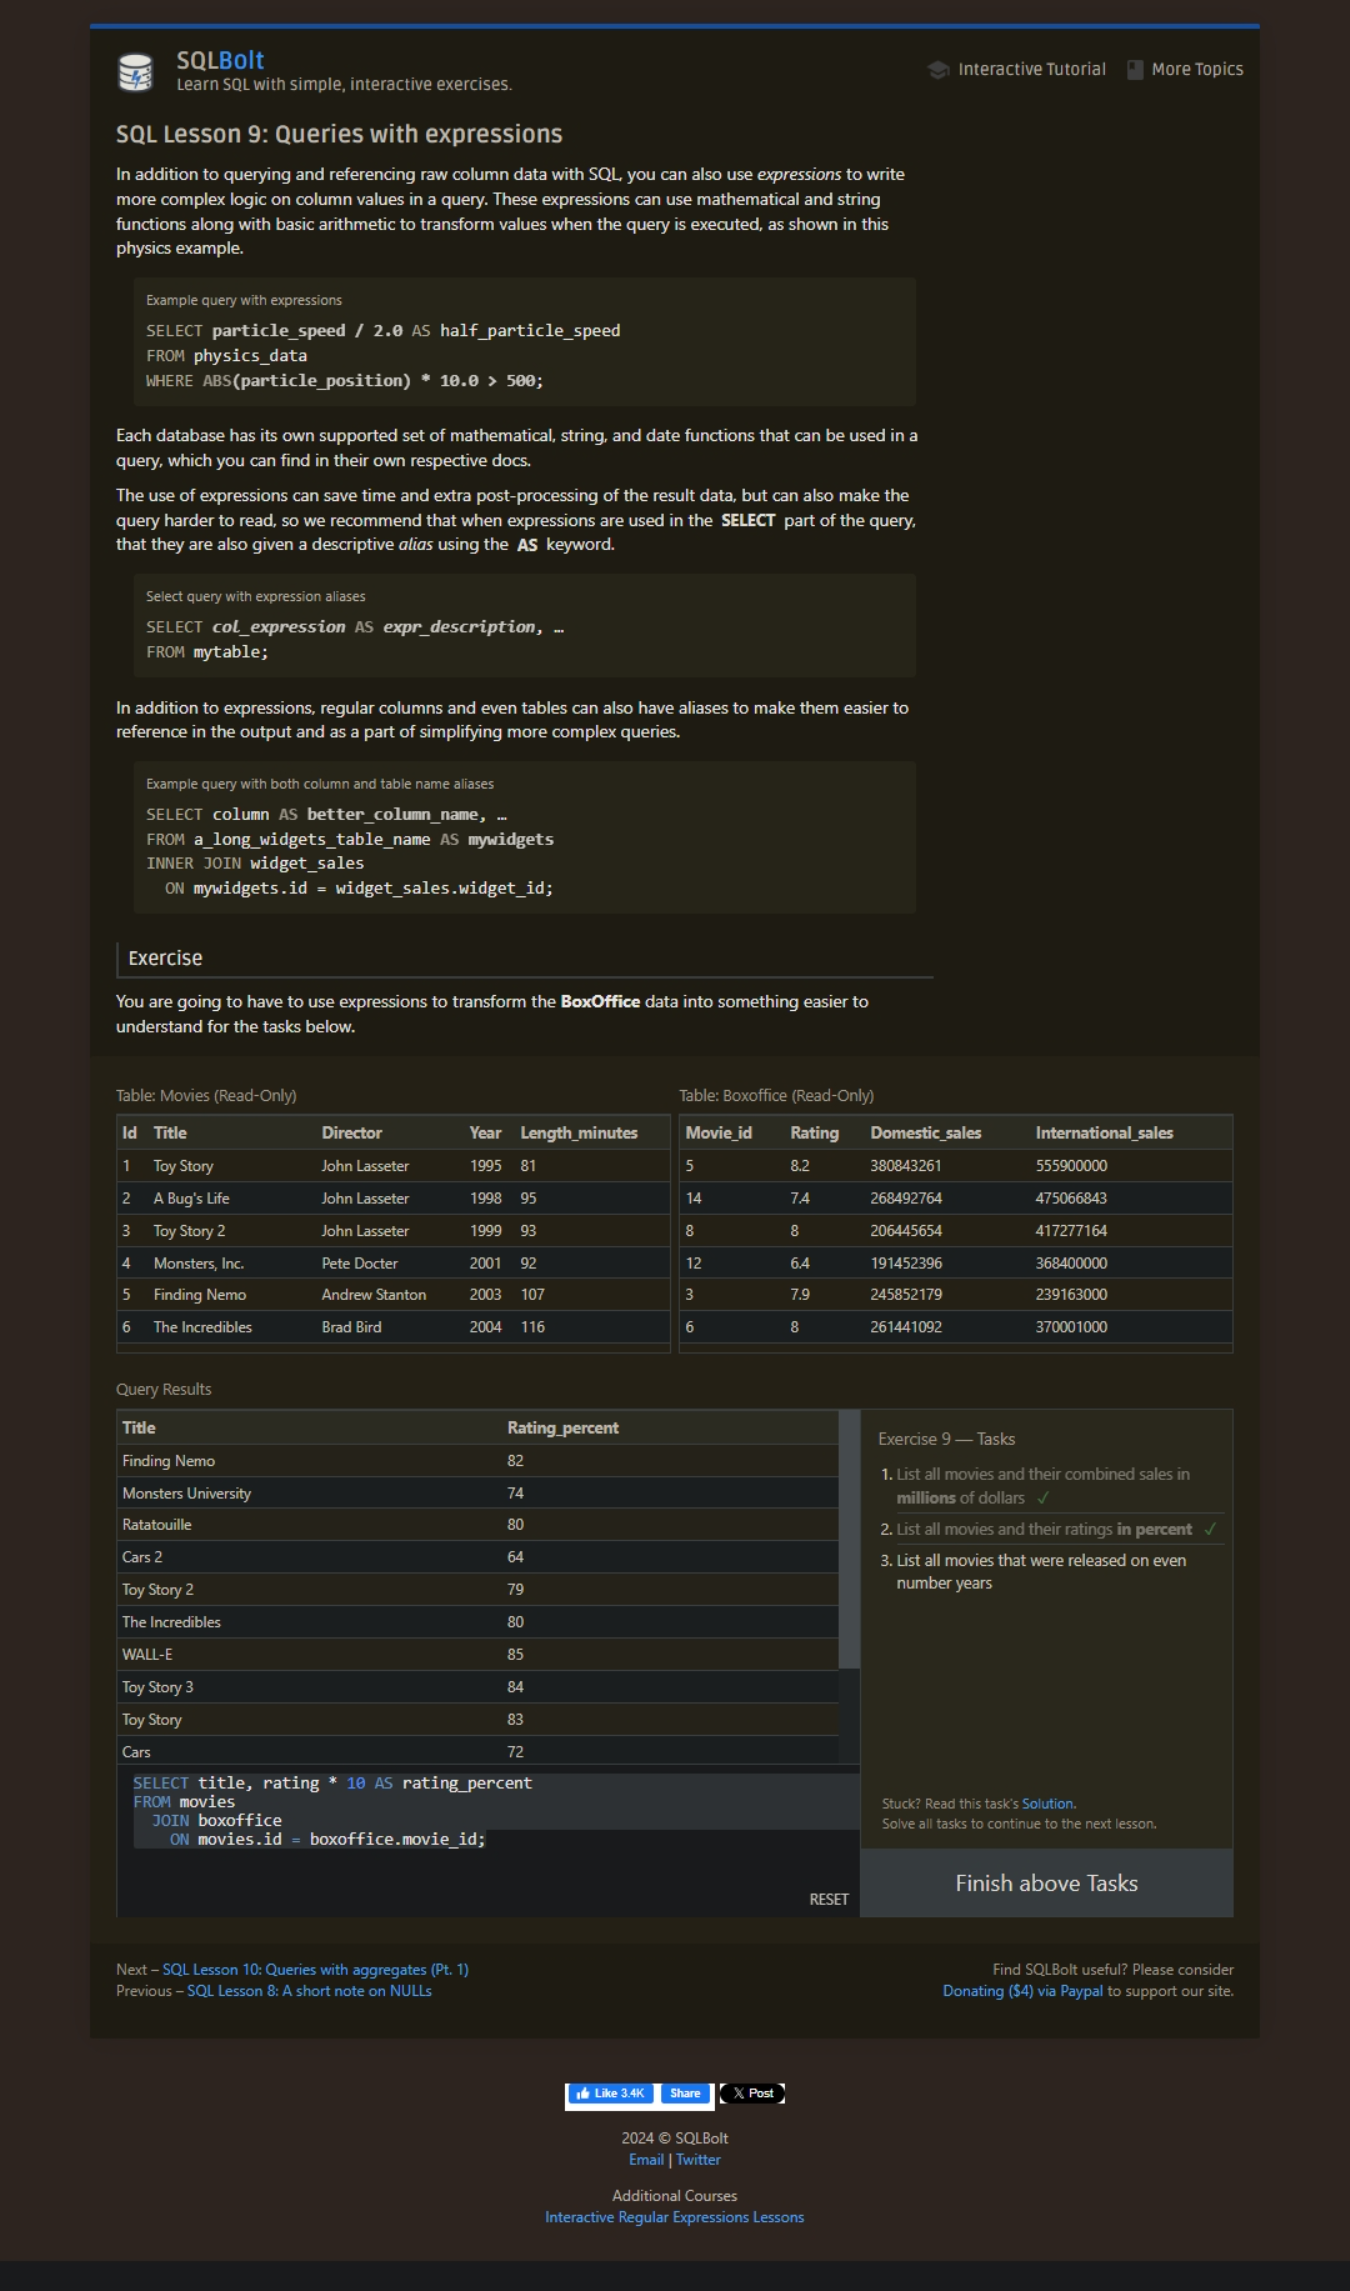 SQLBolt
Learn SQL with simple, interactive exercises.
Interactive Tutorial More Topics
SQL Lesson 9: Queries with expressions
In addition to querying and referencing raw column data with SQL, you can also use expressions to write
more complex logic on column values in a query. These expressions can use mathematical and string
functions along with basic arithmetic to transform values when the query is executed, as shown in this
physics example.
Example query with expressions
SELECT particle_speed / 2.0 AS half_particle_speed
FROM physics_data
WHERE ABS(particle_position) * 10.0 > 500;
Each database has its own supported set of mathematical, string, and date functions that can be used in a
query, which you can find in their own respective docs.
The use of expressions can save time and extra post-processing of the result data, but can also make the
query harder to read, so we recommend that when expressions are used in the SELECT part of the query,
that they are also given a descriptive alias using the AS keyword.
Select query with expression aliases
SELECT col_expression AS expr_description, …
FROM mytable;
In addition to expressions, regular columns and even tables can also have aliases to make them easier to
reference in the output and as a part of simplifying more complex queries.
Example query with both column and table name aliases
SELECT column AS better_column_name, …
FROM a_long_widgets_table_name AS mywidgets
INNER JOIN widget_sales
ON mywidgets.id = widget_sales.widget_id;
Exercise
You are going to have to use expressions to transform the BoxOffice data into something easier to
understand for the tasks below.
Table: Movies (Read-Only)
Id Title Director Year Length_minutes
1 Toy Story John Lasseter 1995 81
2 A Bug's Life John Lasseter 1998 95
3 Toy Story 2 John Lasseter 1999 93
4 Monsters, Inc. Pete Docter 2001 92
5 Finding Nemo Andrew Stanton 2003 107
6 The Incredibles Brad Bird 2004 116
Table: Boxoffice (Read-Only)
Movie_id Rating Domestic_sales International_sales
5 8.2 380843261 555900000
14 7.4 268492764 475066843
8 8 206445654 417277164
12 6.4 191452396 368400000
3 7.9 245852179 239163000
6 8 261441092 370001000
Query Results
Title Rating_percent
Finding Nemo 82
Monsters University 74
Ratatouille 80
Cars 2 64
Toy Story 2 79
The Incredibles 80
WALL-E 85
Toy Story 3 84
Toy Story 83
Cars 72
SELECT title, rating * 10 AS rating_percent
FROM movies
JOIN boxoffice
ON movies.id = boxoffice.movie_id;
RESET
Exercise 9 — Tasks
1. List all movies and their combined sales in
millions of dollars ✓
2. List all movies and their ratings in percent ✓
3. List all movies that were released on even
number years
Stuck? Read this task's Solution.
Solve all tasks to continue to the next lesson.
Finish above Tasks
Next – SQL Lesson 10: Queries with aggregates (Pt. 1)
Previous – SQL Lesson 8: A short note on NULLs
Find SQLBolt useful? Please consider
Donating ($4) via Paypal to support our site.
Like 3.4K Share X Post
2024 © SQLBolt
Email | Twitter
Additional Courses
Interactive Regular Expressions Lessons